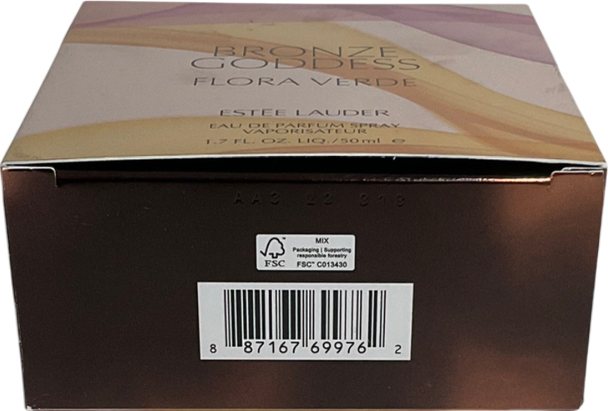 BRONZE
GODDESS
FLORA VERDE
ESTĒE LAUDER
EAU DE PARFUM SPRAY
VAPORISATEUR
1.7 FL. OZ. LIQ./50ml ℮
AA3 22 318
MIX
Packaging | Supporting
responsible forestry
FSC™ C013430
FSC
8 87167 69976 2